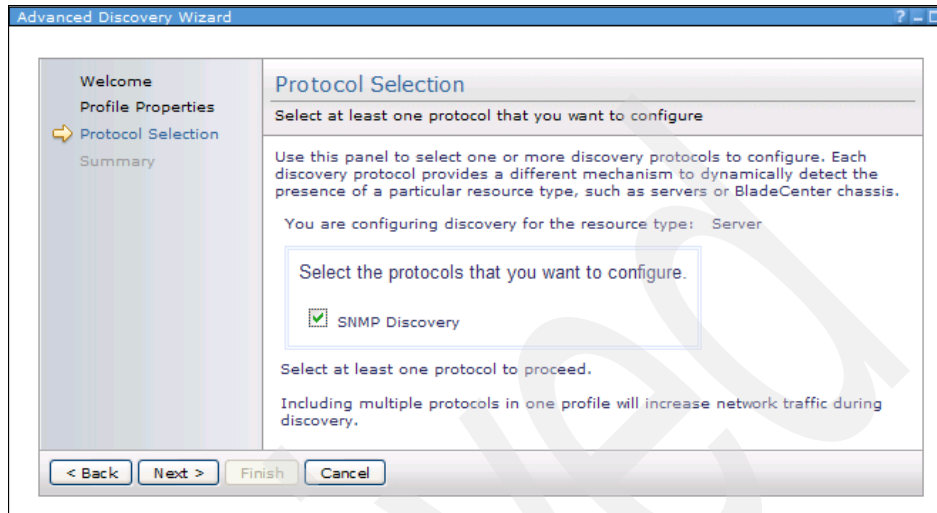 Advanced Discovery Wizard
?
Welcome
Profile Properties
Protocol Selection
Summary
Protocol Selection
Select at least one protocol that you want to configure
Use this panel to select one or more discovery protocols to configure. Each
discovery protocol provides a different mechanism to dynamically detect the
presence of a particular resource type, such as servers or BladeCenter chassis.
You are configuring discovery for the resource type: Server
Select the protocols that you want to configure.
SNMP Discovery
Select at least one protocol to proceed.
Including multiple protocols in one profile will increase network traffic during
discovery.
< Back Next > Finish Cancel